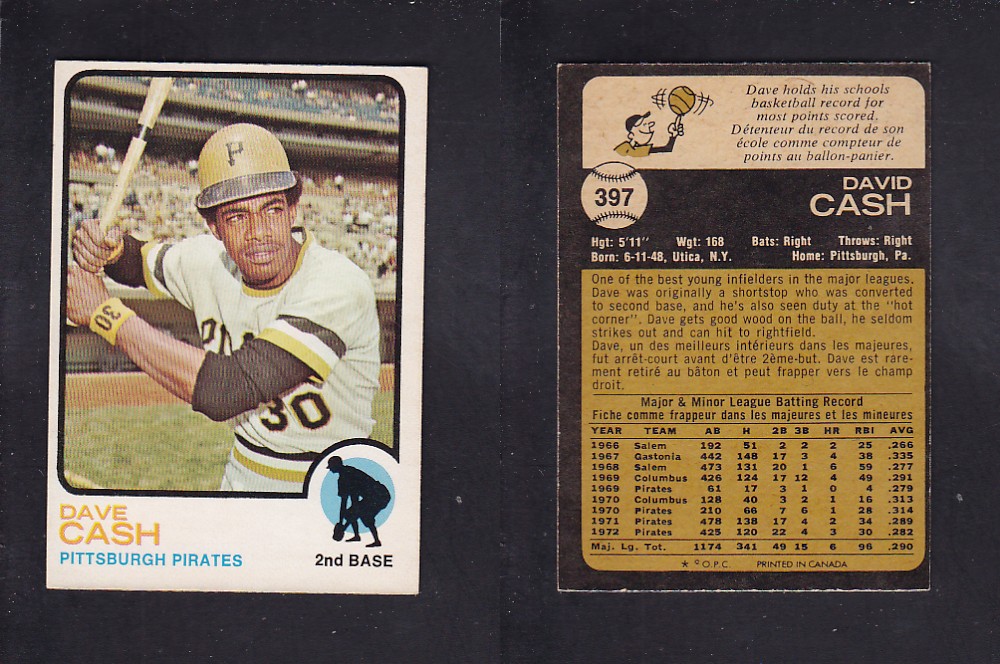 P
30
30
DAVE
CASH
PITTSBURGH PIRATES
2nd BASE
Dave holds his schools
basketball record for
most points scored.
Détenteur du record de son
école comme compteur de
points au ballon-panier.
397
DAVID
CASH
Hgt: 5'11" Wgt: 168 Bats: Right Throws: Right
Born: 6-11-48, Utica, N.Y. Home: Pittsburgh, Pa.
One of the best young infielders in the major leagues.
Dave was originally a shortstop who was converted
to second base, and he's also seen duty at the "hot
corner". Dave gets good wood on the ball, he seldom
strikes out and can hit to rightfield.
Dave, un des meilleurs intérieurs dans les majeures,
fut arrêt-court avant d'être 2ème-but. Dave est rare-
ment retiré au bâton et peut frapper vers le champ
droit.
Major & Minor League Batting Record
Fiche comme frappeur dans les majeures et les mineures
YEAR TEAM AB H 2B 3B HR RBI AVG
1966 Salem 192 51 2 2 2 25 .266
1967 Gastonia 442 148 17 3 4 38 .335
1968 Salem 473 131 20 1 6 59 .277
1969 Columbus 426 124 17 12 4 49 .291
1969 Pirates 61 17 3 1 0 4 .279
1970 Columbus 128 40 3 2 1 16 .313
1970 Pirates 210 66 7 6 1 28 .314
1971 Pirates 478 138 17 4 2 34 .289
1972 Pirates 425 120 22 4 3 30 .282
Maj. Lg. Tot. 1174 341 49 15 6 96 .290
* © O.P.C. PRINTED IN CANADA